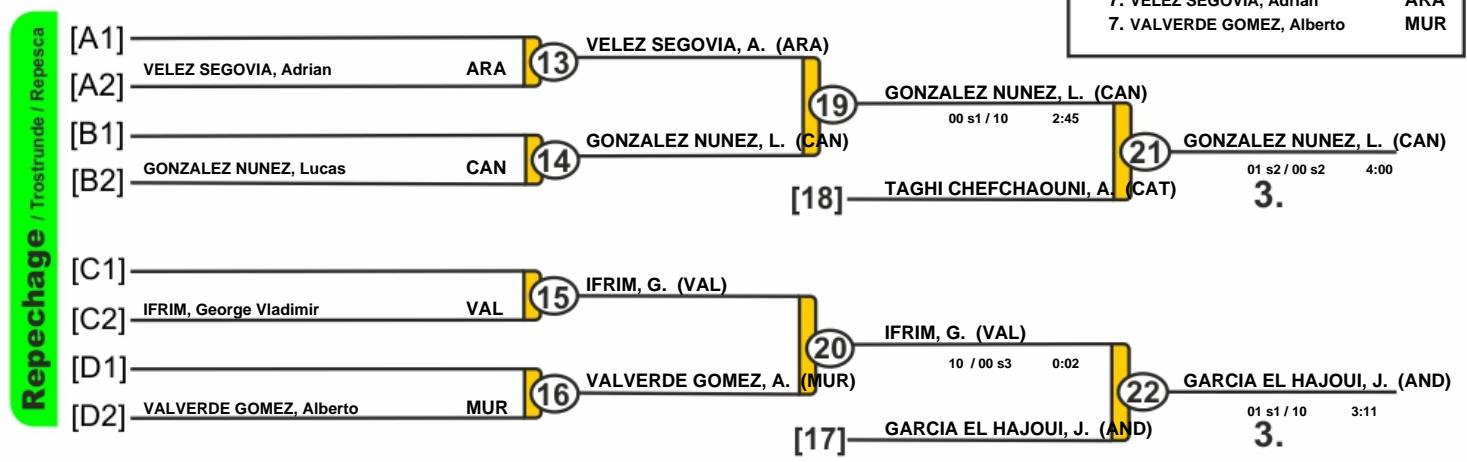 7. VELEZ SEGOVIA, Adrian ARA
7. VALVERDE GOMEZ, Alberto MUR
Repechage / Trostrunde / Repesca
[A1]
VELEZ SEGOVIA, Adrian ARA
[A2]
13
VELEZ SEGOVIA, A. (ARA)
[B1]
GONZALEZ NUNEZ, Lucas CAN
[B2]
14
GONZALEZ NUNEZ, L. (CAN)
19
GONZALEZ NUNEZ, L. (CAN)
00 s1 / 10 2:45
[18]
TAGHI CHEFCHAOUNI, A. (CAT)
21
GONZALEZ NUNEZ, L. (CAN)
01 s2 / 00 s2 4:00
3.
[C1]
IFRIM, George Vladimir VAL
[C2]
15
IFRIM, G. (VAL)
[D1]
VALVERDE GOMEZ, Alberto MUR
[D2]
16
VALVERDE GOMEZ, A. (MUR)
20
IFRIM, G. (VAL)
10 / 00 s3 0:02
[17]
GARCIA EL HAJOUI, J. (AND)
22
GARCIA EL HAJOUI, J. (AND)
01 s1 / 10 3:11
3.